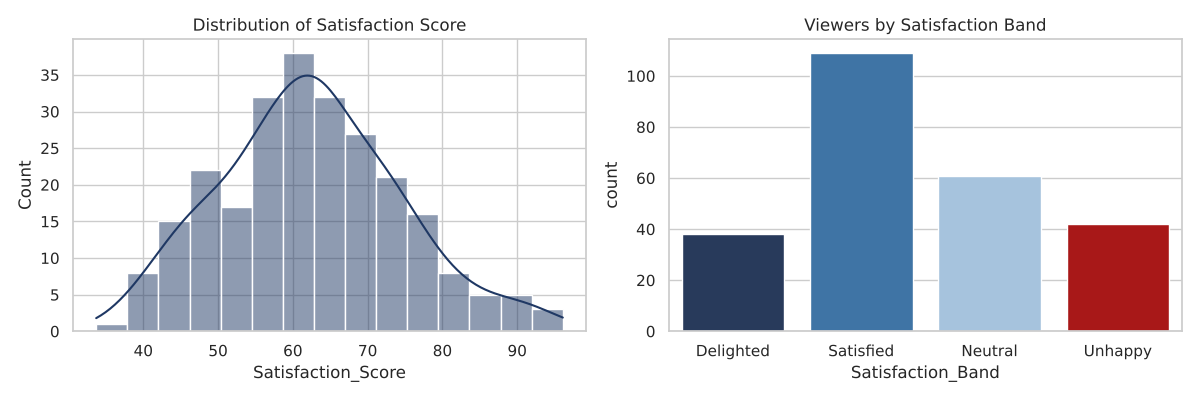 Distribution of Satisfaction Score
Count
35
30
25
20
15
10
5
0
40 50 60 70 80 90
Satisfaction_Score
Viewers by Satisfaction Band
count
100
80
60
40
20
0
Delighted Satisfied Neutral Unhappy
Satisfaction_Band